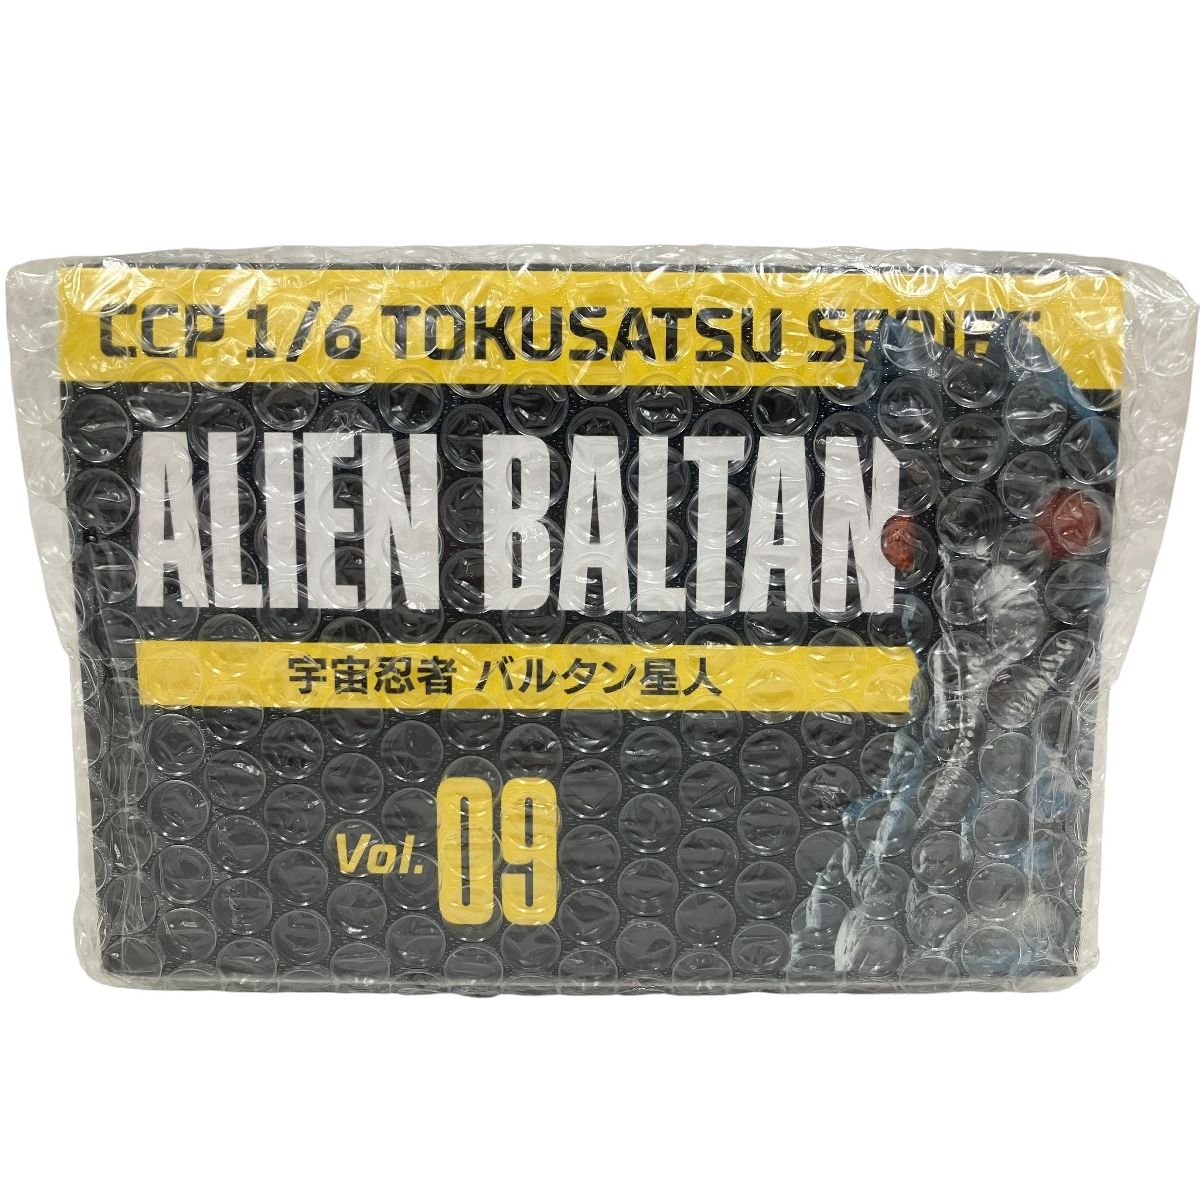 CCP 1/6 TOKUSATSU SERIES
ALIEN BALTAN
宇宙忍者 バルタン星人
Vol. 09